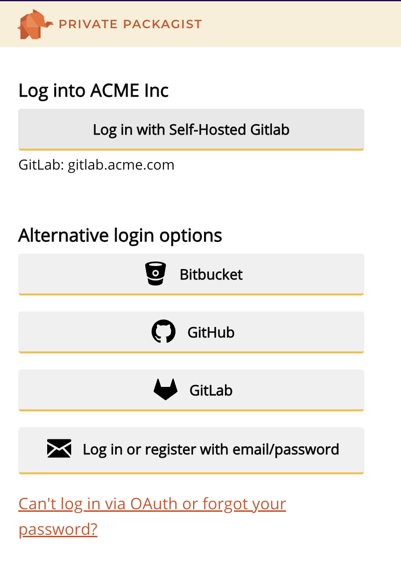 PRIVATE PACKAGIST
Log into ACME Inc
Log in with Self-Hosted Gitlab
GitLab: gitlab.acme.com
Alternative login options
Bitbucket
GitHub
GitLab
Log in or register with email/password
Can't log in via OAuth or forgot your
password?